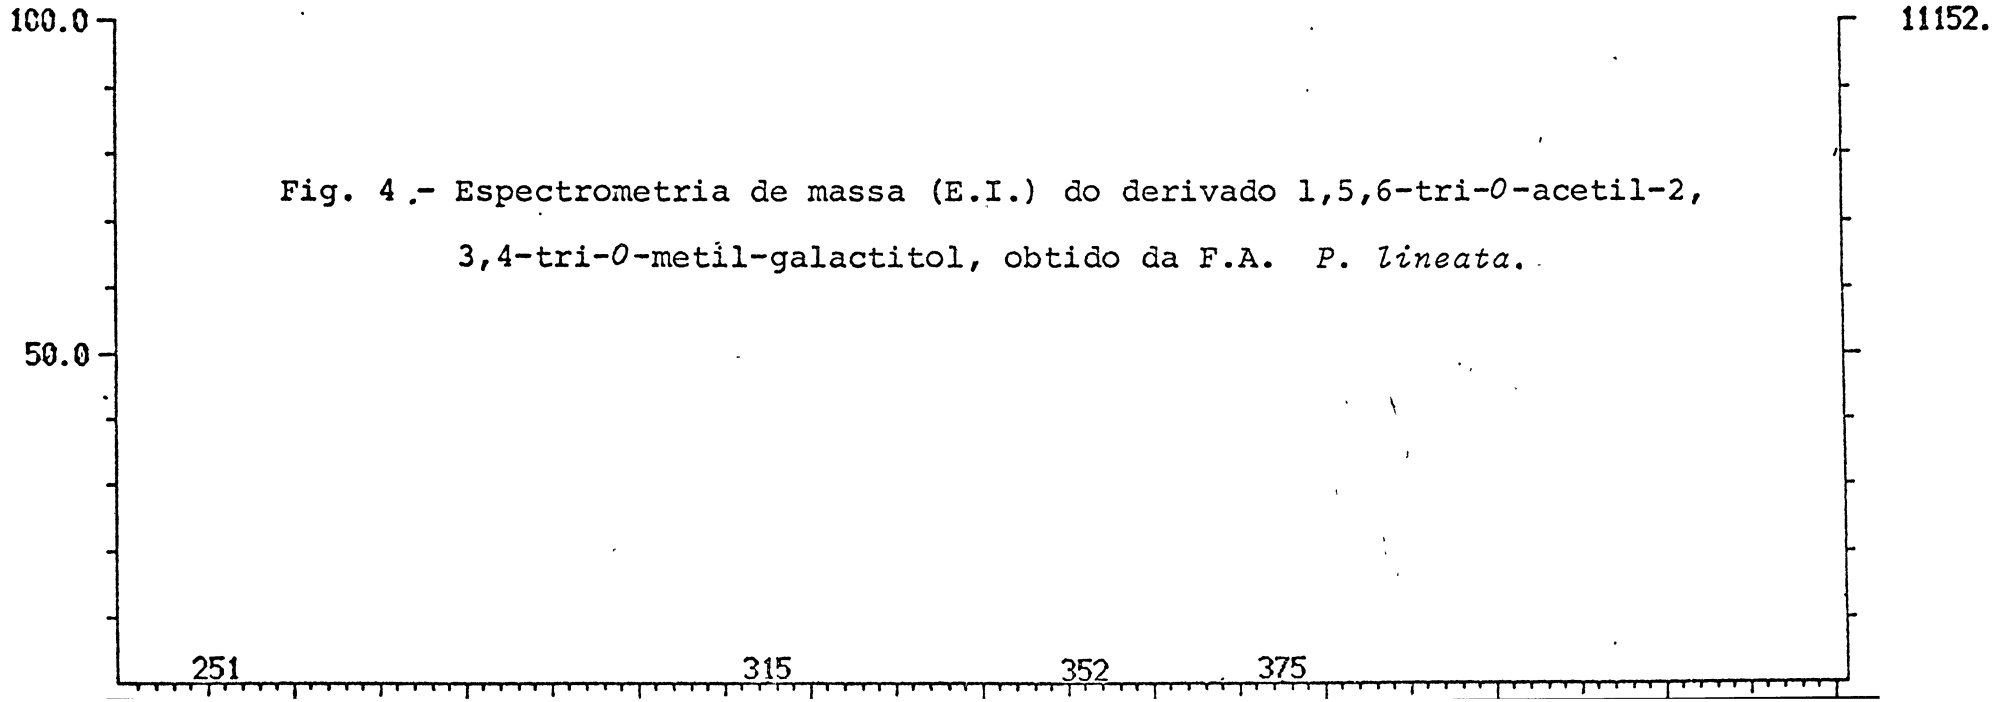 100.0
11152.
Fig. 4.- Espectrometria de massa (E.I.) do derivado 1,5,6-tri-O-acetil-2,
3,4-tri-O-metil-galactitol, obtido da F.A. P. lineata.
50.0
251 315 352 375